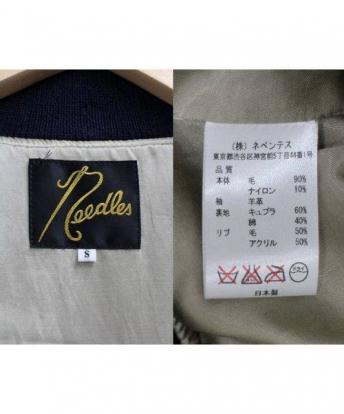 Needles
S
(株)ネペンテス
東京都渋谷区神宮前5丁目44番1号
品質
本体 毛 90%
ナイロン 10%
袖 羊革
裏地 キュプラ 60%
綿 40%
リブ 毛 50%
アクリル 50%
日本製